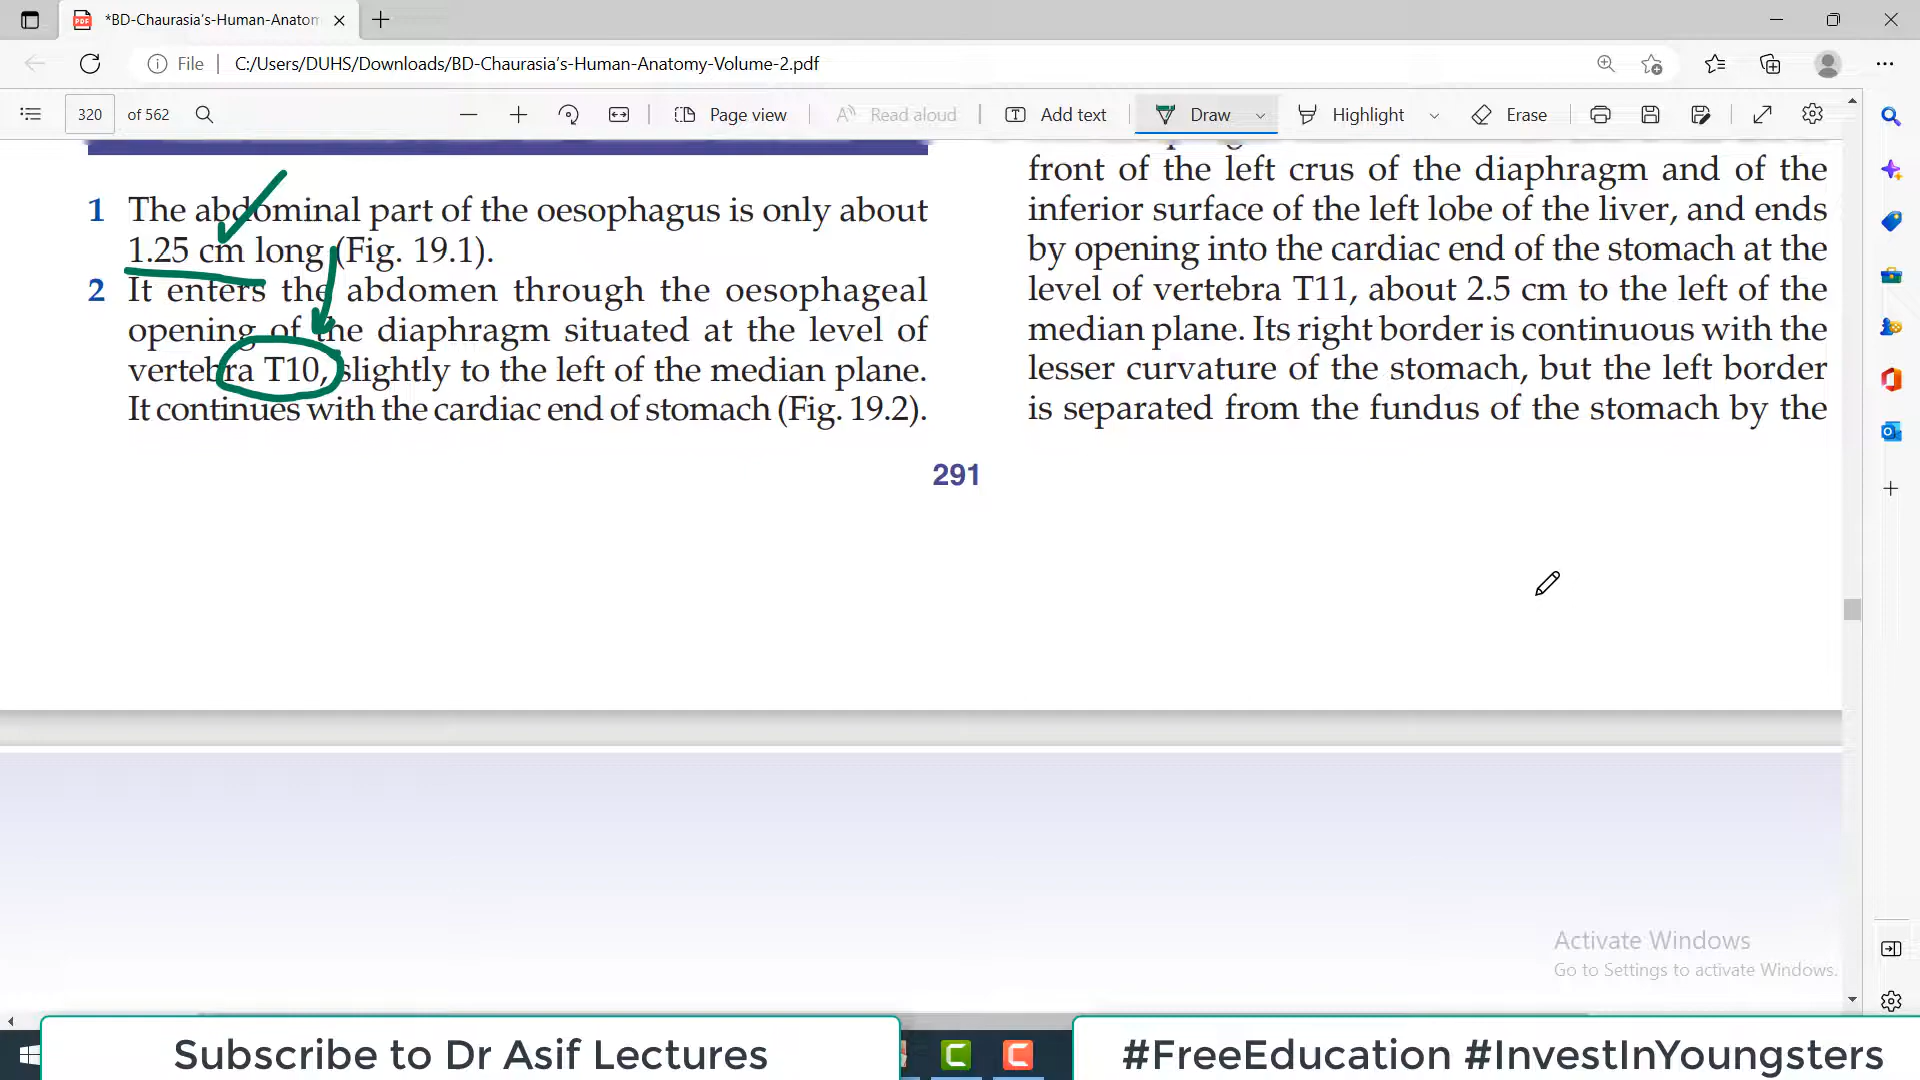 *BD-Chaurasia's-Human-Anatom
File
C:/Users/DUHS/Downloads/BD-Chaurasia's-Human-Anatomy-Volume-2.pdf
320 of 562
Page view
Read aloud
Add text
Draw
Highlight
Erase
1 The abdominal part of the oesophagus is only about
1.25 cm long (Fig. 19.1).
2 It enters the abdomen through the oesophageal
opening of the diaphragm situated at the level of
vertebra T10, slightly to the left of the median plane.
It continues with the cardiac end of stomach (Fig. 19.2).
front of the left crus of the diaphragm and of the
inferior surface of the left lobe of the liver, and ends
by opening into the cardiac end of the stomach at the
level of vertebra T11, about 2.5 cm to the left of the
median plane. Its right border is continuous with the
lesser curvature of the stomach, but the left border
is separated from the fundus of the stomach by the
291
Activate Windows
Go to Settings to activate Windows.
Subscribe to Dr Asif Lectures
#FreeEducation #InvestInYoungsters